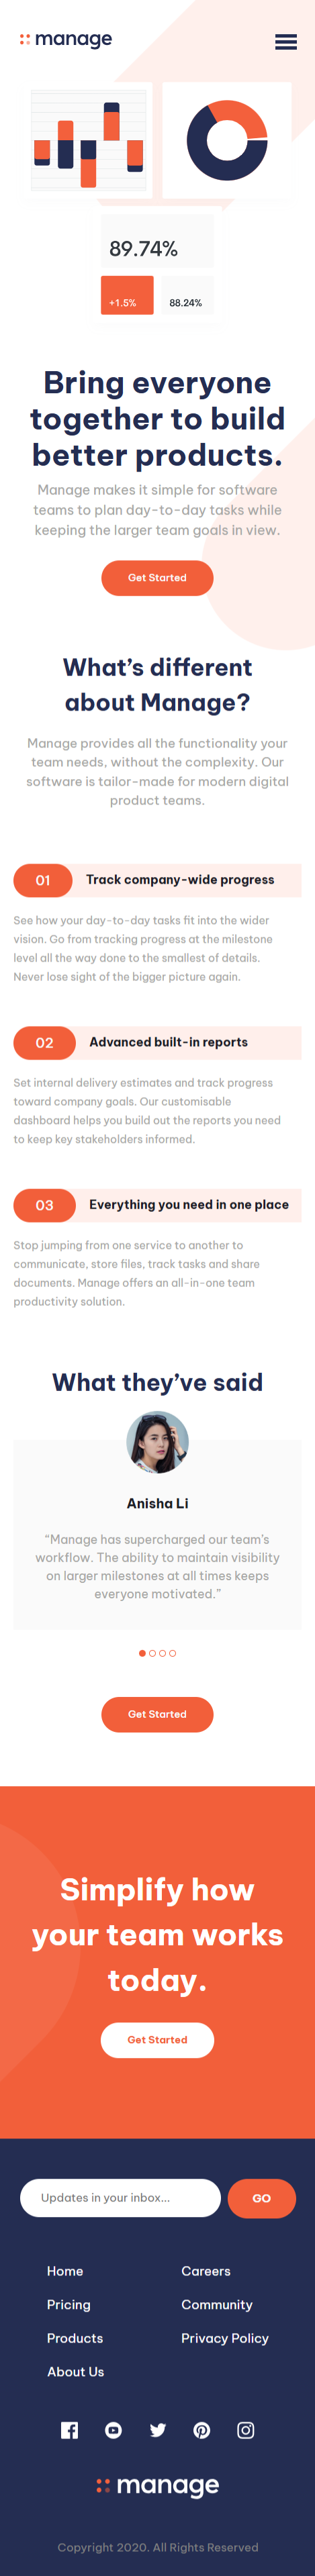 manage
89.74%
+1.5%
88.24%
Bring everyone
together to build
better products.
Manage makes it simple for software
teams to plan day-to-day tasks while
keeping the larger team goals in view.
Get Started
What’s different
about Manage?
Manage provides all the functionality your
team needs, without the complexity. Our
software is tailor-made for modern digital
product teams.
01 Track company-wide progress
See how your day-to-day tasks fit into the wider
vision. Go from tracking progress at the milestone
level all the way done to the smallest of details.
Never lose sight of the bigger picture again.
02 Advanced built-in reports
Set internal delivery estimates and track progress
toward company goals. Our customisable
dashboard helps you build out the reports you need
to keep key stakeholders informed.
03 Everything you need in one place
Stop jumping from one service to another to
communicate, store files, track tasks and share
documents. Manage offers an all-in-one team
productivity solution.
What they’ve said
Anisha Li
“Manage has supercharged our team’s
workflow. The ability to maintain visibility
on larger milestones at all times keeps
everyone motivated.”
Get Started
Simplify how
your team works
today.
Get Started
Updates in your inbox...
GO
Home
Pricing
Products
About Us
Careers
Community
Privacy Policy
manage
Copyright 2020. All Rights Reserved